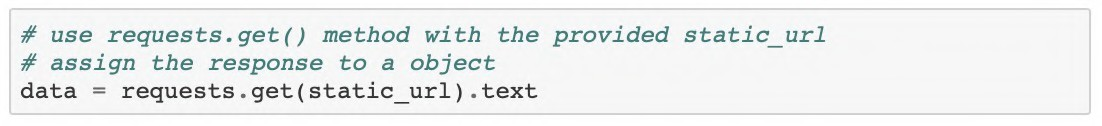 # use requests.get() method with the provided static_url
# assign the response to a object
data = requests.get(static_url).text